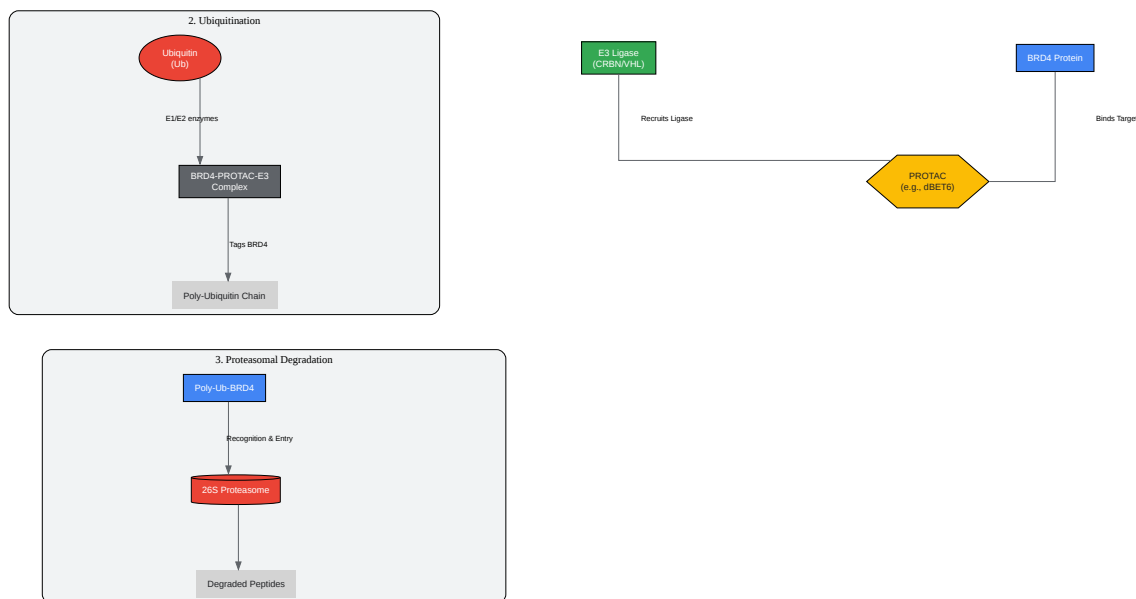 2. Ubiquitination
Ubiquitin
(Ub)
E1/E2 enzymes
BRD4-PROTAC-E3
Complex
Tags BRD4
Poly-Ubiquitin Chain
E3 Ligase
(CRBN/VHL)
BRD4 Protein
Recruits Ligase
Binds Target
PROTAC
(e.g., dBET6)
3. Proteasomal Degradation
Poly-Ub-BRD4
Recognition & Entry
26S Proteasome
Degraded Peptides